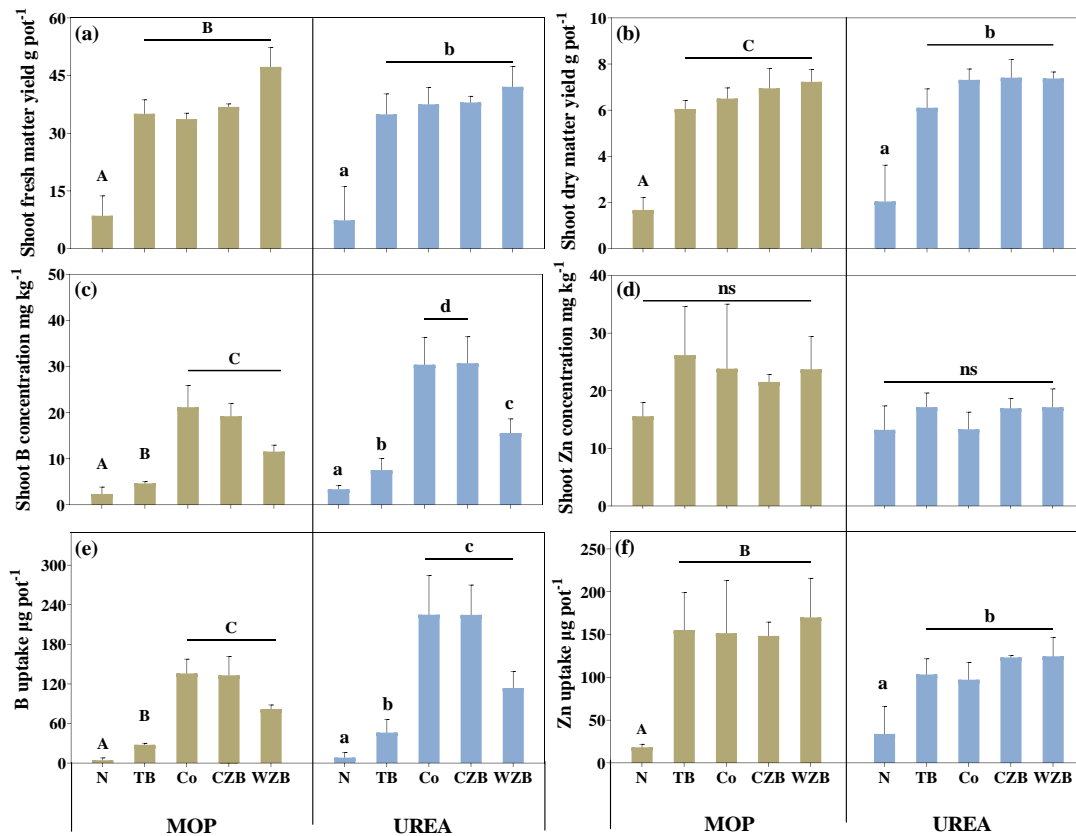 (a)
Shoot fresh matter yield g pot-1
60
45
30
15
0
A
B
a
b
(b)
Shoot dry matter yield g pot-1
10
8
6
4
2
0
A
C
a
b
(c)
Shoot B concentration mg kg-1
50
40
30
20
10
0
A
B
C
a
b
d
c
(d)
Shoot Zn concentration mg kg-1
40
30
20
10
0
ns
ns
(e)
B uptake µg pot-1
300
240
180
120
60
0
A
B
C
a
b
c
N TB Co CZB WZB
N TB Co CZB WZB
MOP
UREA
(f)
Zn uptake µg pot-1
250
200
150
100
50
0
A
B
a
b
N TB Co CZB WZB
N TB Co CZB WZB
MOP
UREA